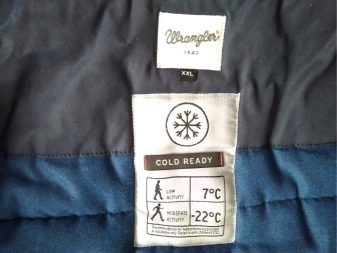 Wrangler
1947
XXL
COLD READY
LOW
ACTIVITY
7°C
MODERATE
ACTIVITY
-22°C